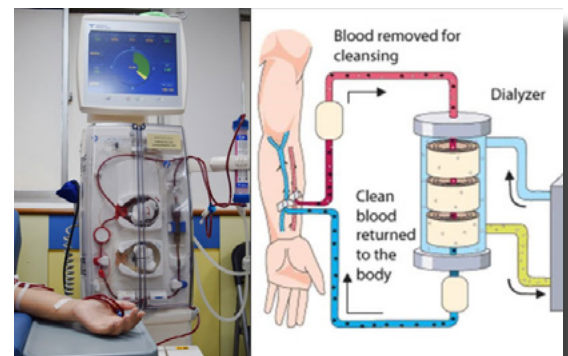 Blood removed for
cleansing
Dialyzer
Clean
blood
returned
to the
body